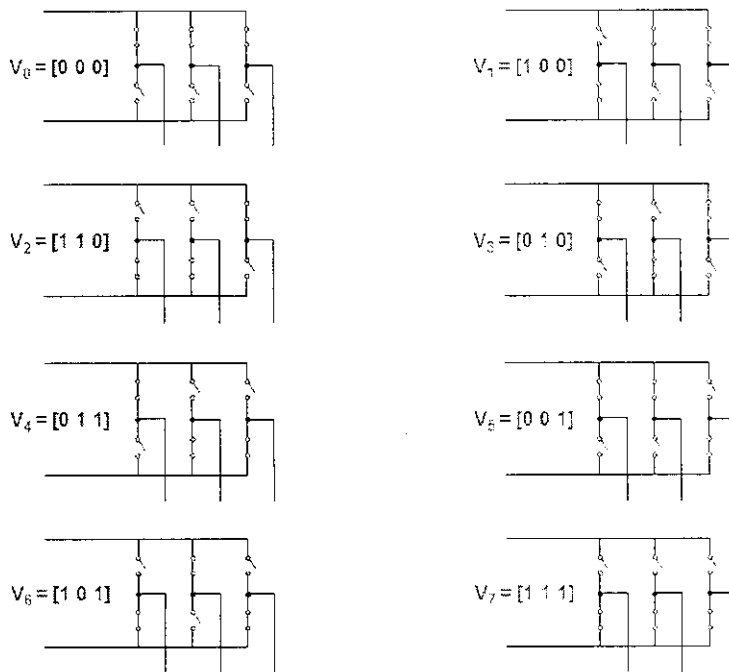 V0 = [0 0 0]
V1 = [1 0 0]
V2 = [1 1 0]
V3 = [0 1 0]
V4 = [0 1 1]
V5 = [0 0 1]
V6 = [1 0 1]
V7 = [1 1 1]